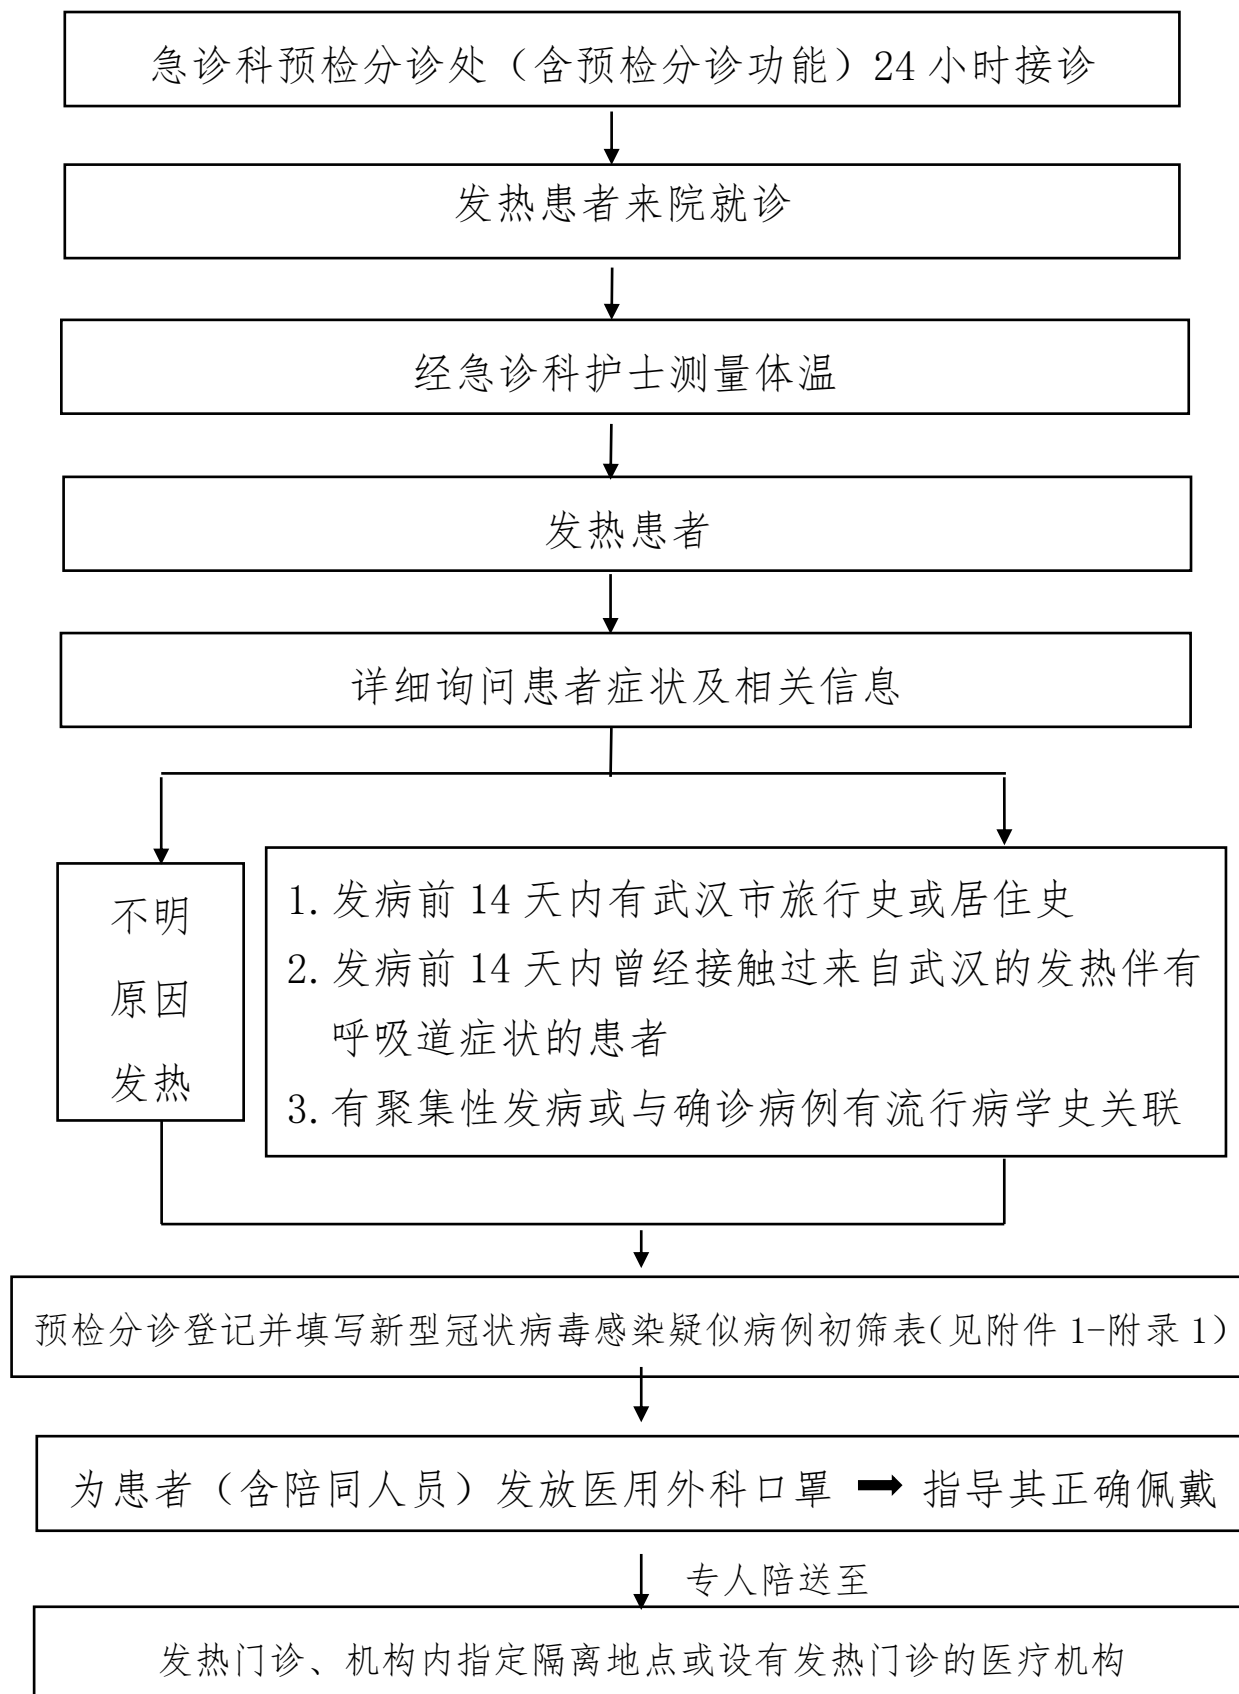 急诊科预检分诊处（含预检分诊功能）24 小时接诊
发热患者来院就诊
经急诊科护士测量体温
发热患者
详细询问患者症状及相关信息
不明
原因
发热
1. 发病前 14 天内有武汉市旅行史或居住史
2. 发病前 14 天内曾经接触过来自武汉的发热伴有
呼吸道症状的患者
3. 有聚集性发病或与确诊病例有流行病学史关联
预检分诊登记并填写新型冠状病毒感染疑似病例初筛表(见附件 1-附录 1)
为患者（含陪同人员）发放医用外科口罩 ➡ 指导其正确佩戴
专人陪送至
发热门诊、机构内指定隔离地点或设有发热门诊的医疗机构